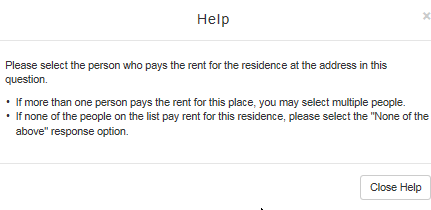 Help
×
Please select the person who pays the rent for the residence at the address in this
question.
• If more than one person pays the rent for this place, you may select multiple people.
• If none of the people on the list pay rent for this residence, please select the "None of the
above" response option.
Close Help